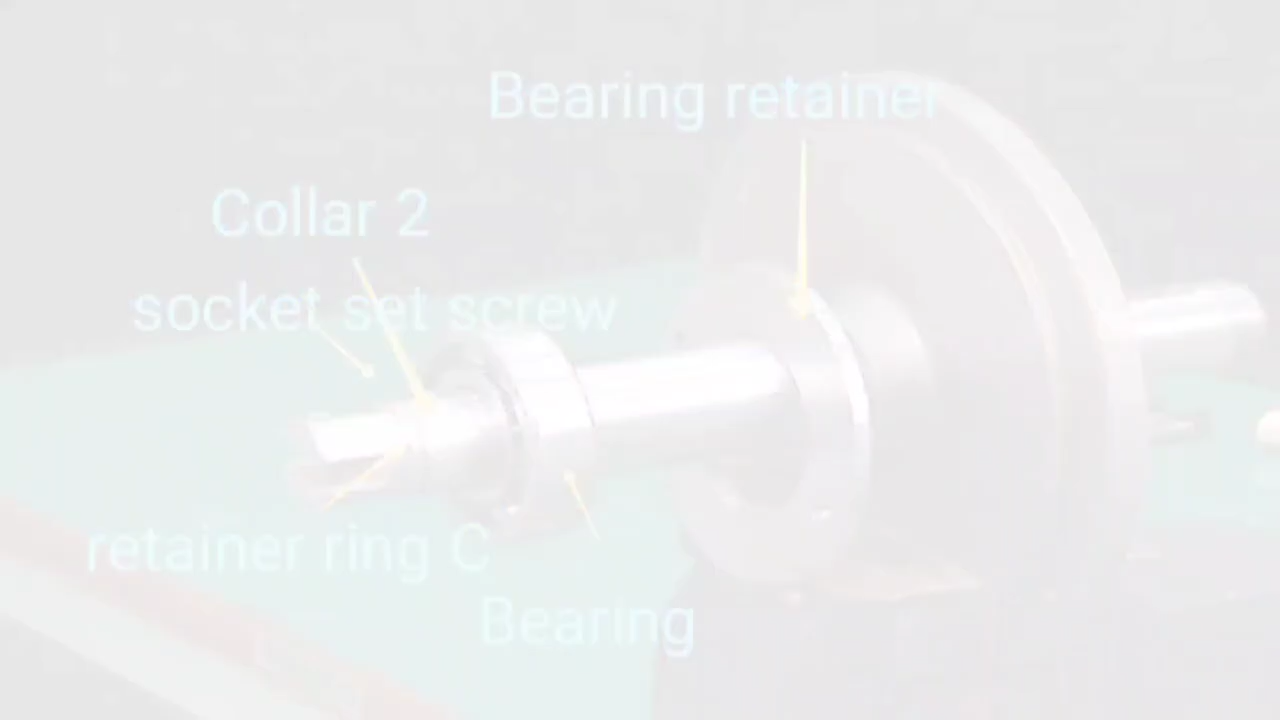 Bearing retainer
Collar 2
socket set screw
retainer ring C
Bearing